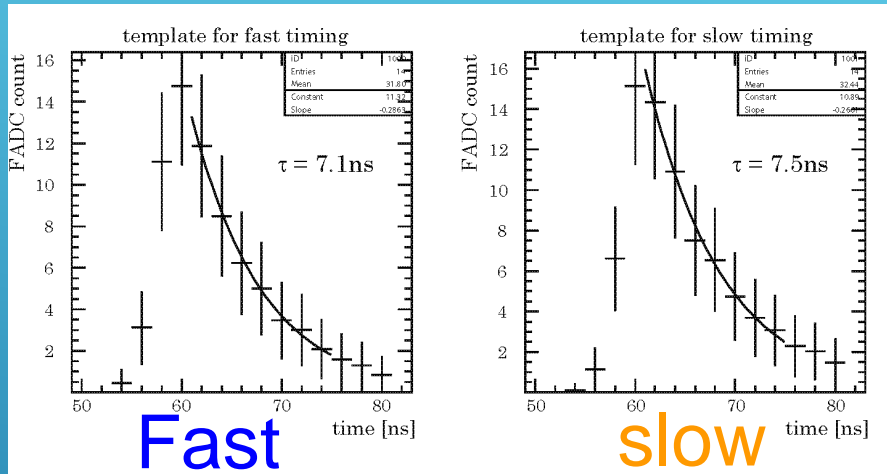 template for fast timing
FADC count
16
14
12
10
8
6
4
2
ID
Entries 14
Mean 31.80
Constant 11.32
Slope -0.2863
τ = 7.1ns
50 60 70 80
time [ns]
Fast
template for slow timing
FADC count
16
14
12
10
8
6
4
2
ID
Entries 14
Mean 32.44
Constant 10.89
Slope
τ = 7.5ns
50 60 70 80
time [ns]
slow